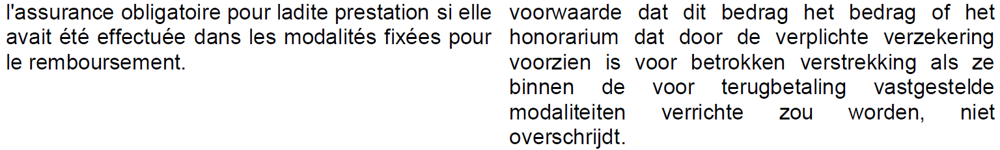 l'assurance obligatoire pour ladite prestation si elle
avait été effectuée dans les modalités fixées pour
le remboursement.
voorwaarde dat dit bedrag het bedrag of het
honorarium dat door de verplichte verzekering
voorzien is voor betrokken verstrekking als ze
binnen de voor terugbetaling vastgestelde
modaliteiten verrichte zou worden, niet
overschrijdt.